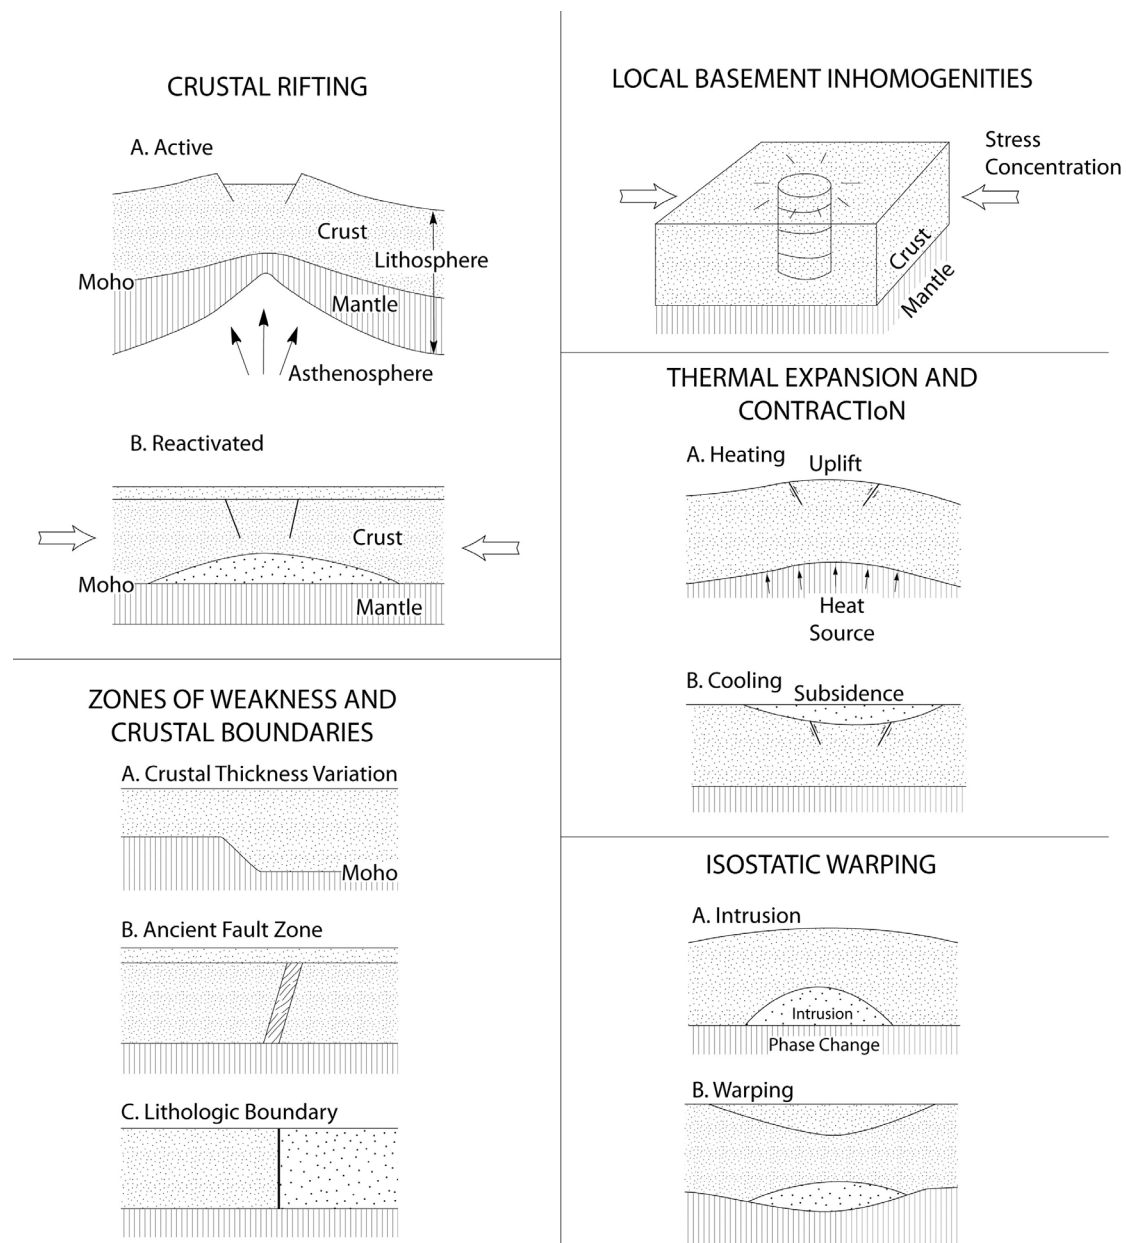 CRUSTAL RIFTING
A. Active
Crust
Lithosphere
Moho
Mantle
Asthenosphere
B. Reactivated
Crust
Moho
Mantle
ZONES OF WEAKNESS AND
CRUSTAL BOUNDARIES
A. Crustal Thickness Variation
Moho
B. Ancient Fault Zone
C. Lithologic Boundary
LOCAL BASEMENT INHOMOGENITIES
Stress
Concentration
Crust
Mantle
THERMAL EXPANSION AND
CONTRACTIoN
A. Heating
Uplift
Heat
Source
B. Cooling
Subsidence
ISOSTATIC WARPING
A. Intrusion
Intrusion
Phase Change
B. Warping